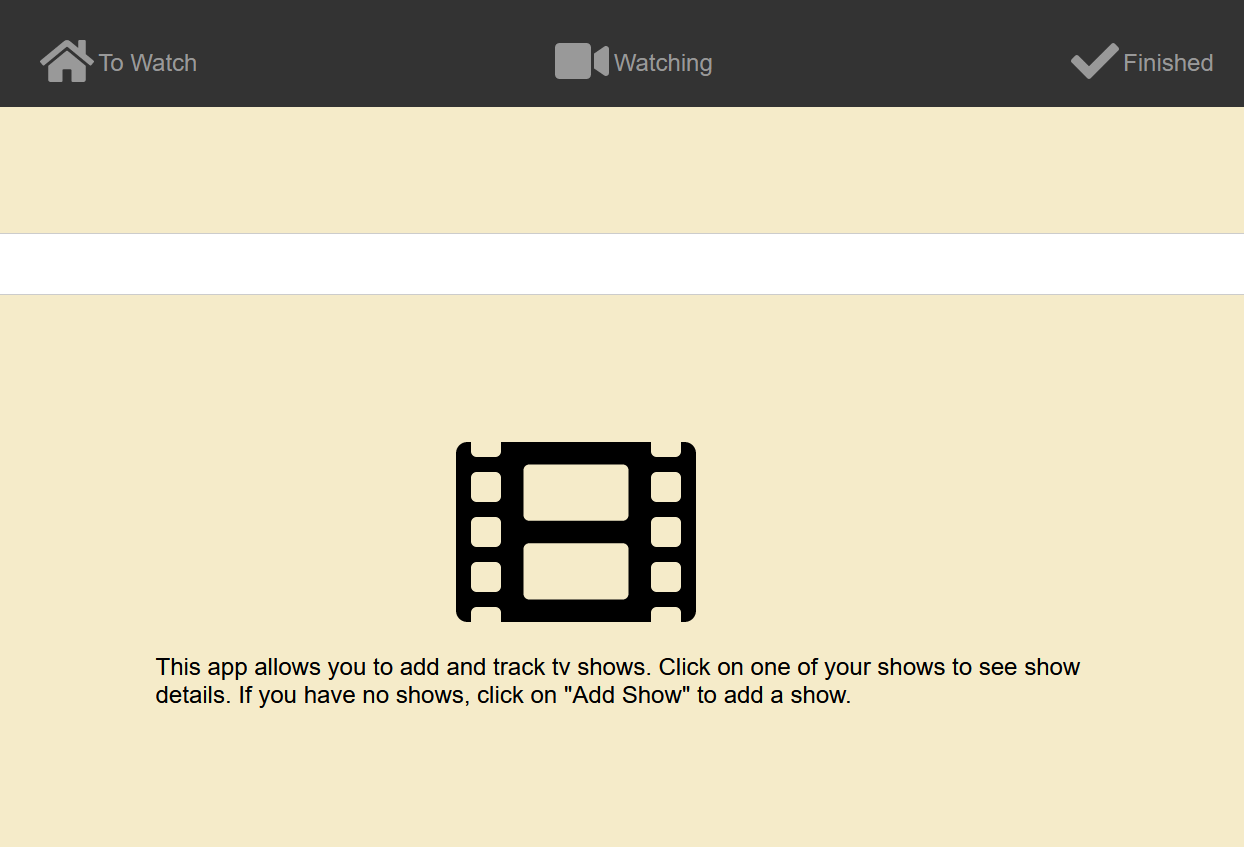 To Watch
Watching
Finished
This app allows you to add and track tv shows. Click on one of your shows to see show
details. If you have no shows, click on "Add Show" to add a show.